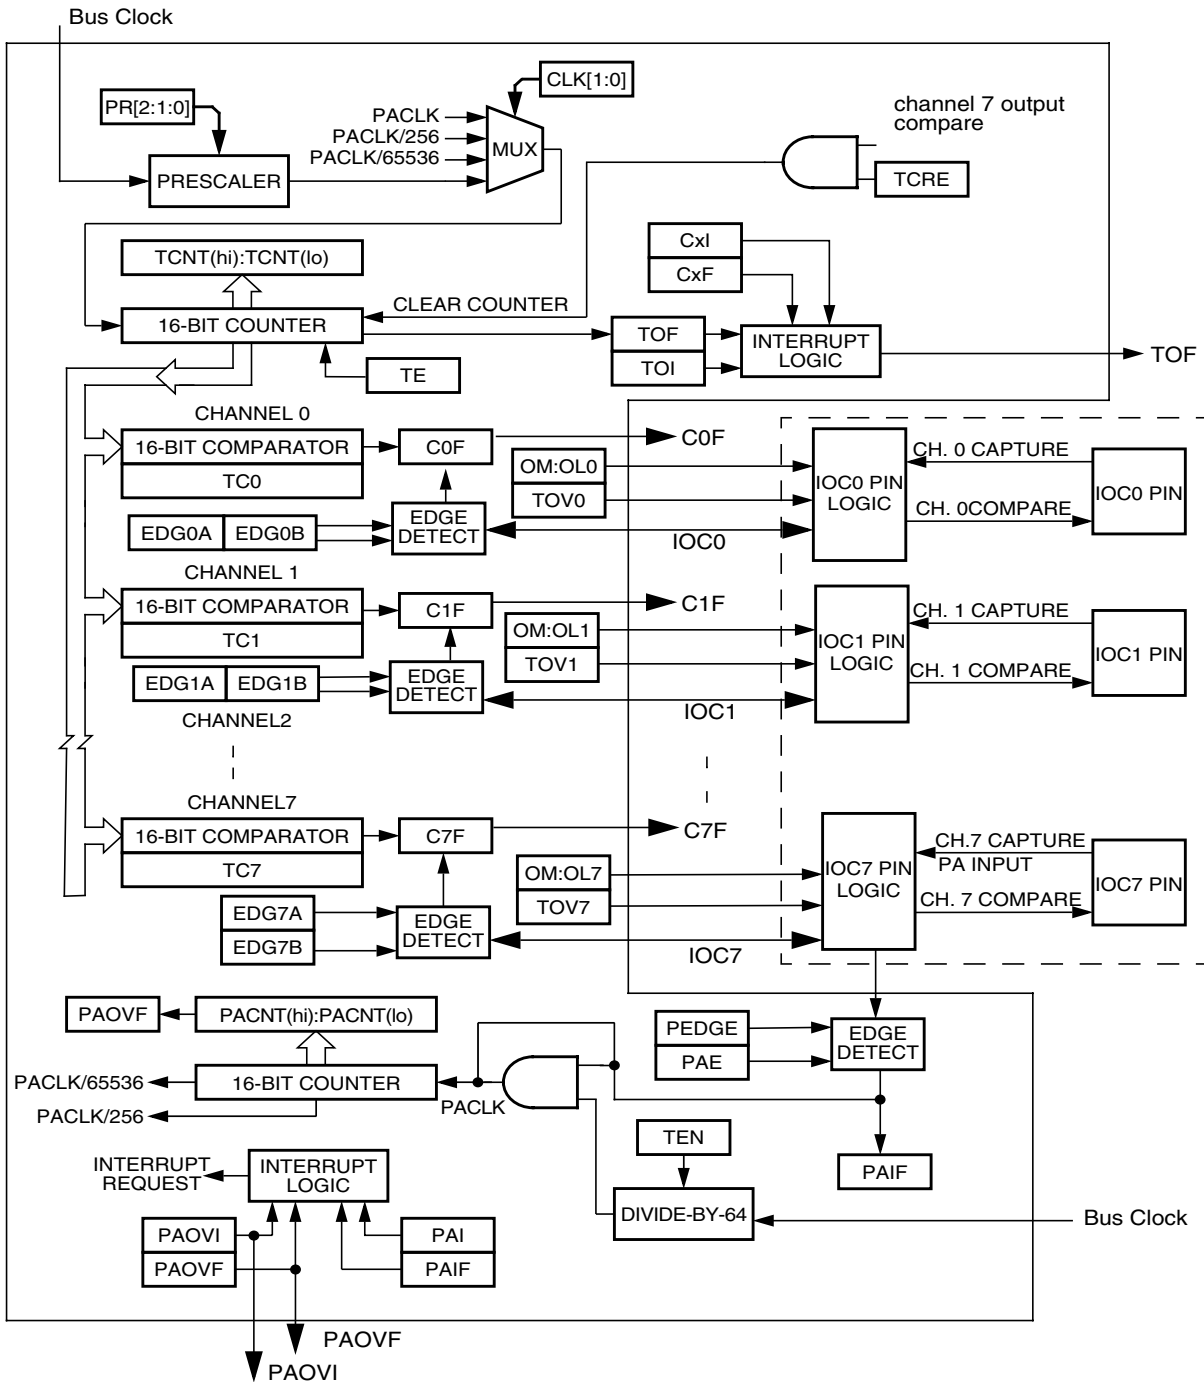 Bus Clock
CLK[1:0]
PR[2:1:0]
channel 7 output
compare
PACLK
PACLK/256
PACLK/65536
MUX
PRESCALER
TCRE
CxI
CxF
TCNT(hi):TCNT(lo)
CLEAR COUNTER
16-BIT COUNTER
TOF
TOI
INTERRUPT
LOGIC
TOF
TE
CHANNEL 0
16-BIT COMPARATOR
TC0
C0F
C0F
OM:OL0
TOV0
EDG0A
EDG0B
EDGE
DETECT
IOC0
IOC0 PIN
LOGIC
CH. 0 CAPTURE
CH. 0COMPARE
IOC0 PIN
CHANNEL 1
16-BIT COMPARATOR
TC1
C1F
C1F
OM:OL1
TOV1
EDG1A
EDG1B
EDGE
DETECT
IOC1
IOC1 PIN
LOGIC
CH. 1 CAPTURE
CH. 1 COMPARE
IOC1 PIN
CHANNEL2
CHANNEL7
16-BIT COMPARATOR
TC7
C7F
C7F
OM:OL7
TOV7
EDG7A
EDG7B
EDGE
DETECT
IOC7
IOC7 PIN
LOGIC
CH.7 CAPTURE
PA INPUT
CH. 7 COMPARE
IOC7 PIN
PAOVF
PACNT(hi):PACNT(lo)
PEDGE
PAE
EDGE
DETECT
PACLK/65536
16-BIT COUNTER
PACLK
PACLK/256
TEN
PAIF
INTERRUPT
REQUEST
INTERRUPT
LOGIC
DIVIDE-BY-64
Bus Clock
PAOVI
PAOVF
PAI
PAIF
PAOVF
PAOVI